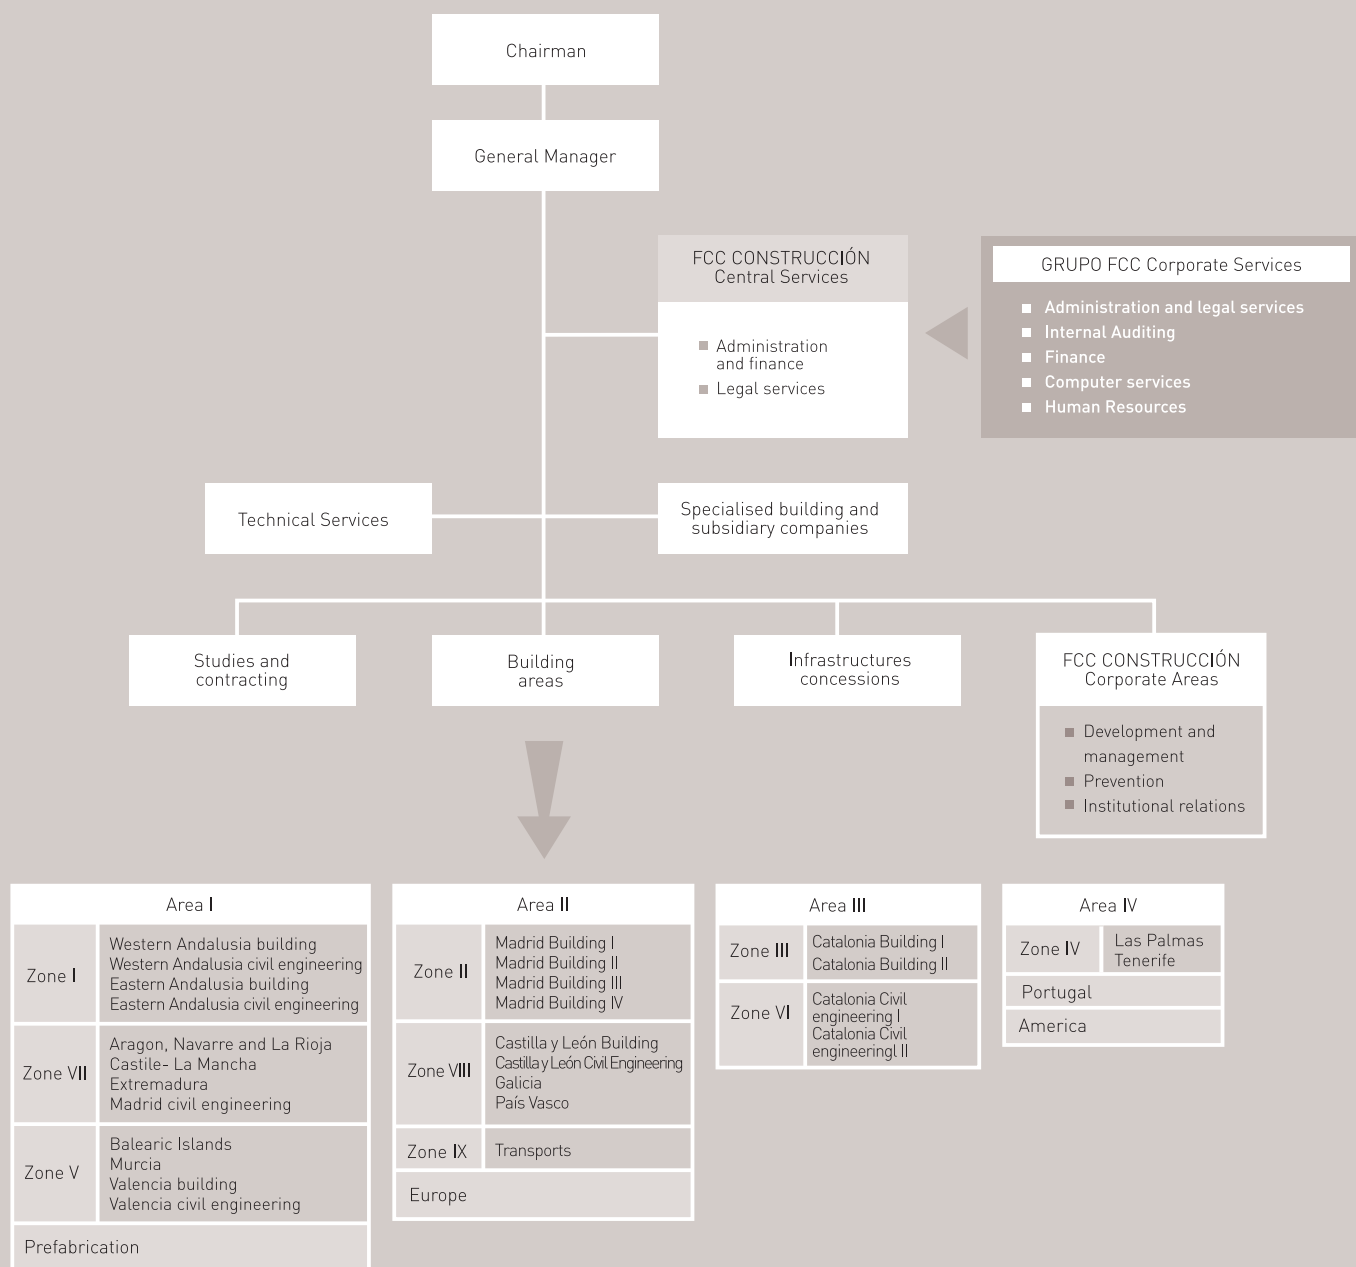 Chairman
General Manager
FCC CONSTRUCCIÓN
Central Services
Administration
and finance
Legal services
GRUPO FCC Corporate Services
Administration and legal services
Internal Auditing
Finance
Computer services
Human Resources
Technical Services
Specialised building and
subsidiary companies
Studies and
contracting
Building
areas
Infrastructures
concessions
FCC CONSTRUCCIÓN
Corporate Areas
Development and
management
Prevention
Institutional relations
Area I
Zone I
Western Andalusia building
Western Andalusia civil engineering
Eastern Andalusia building
Eastern Andalusia civil engineering
Zone VII
Aragon, Navarre and La Rioja
Castile- La Mancha
Extremadura
Madrid civil engineering
Zone V
Balearic Islands
Murcia
Valencia building
Valencia civil engineering
Prefabrication
Area II
Zone II
Madrid Building I
Madrid Building II
Madrid Building III
Madrid Building IV
Zone VIII
Castilla y León Building
Castilla y León Civil Engineering
Galicia
País Vasco
Zone IX
Transports
Europe
Area III
Zone III
Catalonia Building I
Catalonia Building II
Zone VI
Catalonia Civil
engineering I
Catalonia Civil
engineeringl II
Area IV
Zone IV
Las Palmas
Tenerife
Portugal
America